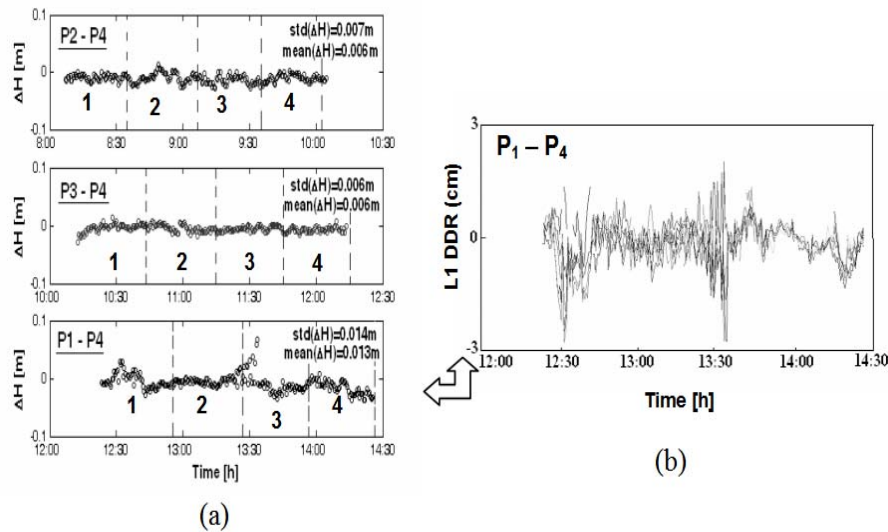 P2 - P4
std(ΔH)=0.007m
mean(ΔH)=0.006m
ΔH [m]
0.1
0
-0.1
1
2
3
4
8:00
8:30
9:00
9:30
10:00
10:30
P3 - P4
std(ΔH)=0.006m
mean(ΔH)=0.006m
ΔH [m]
0.1
0
-0.1
1
2
3
4
10:00
10:30
11:00
11:30
12:00
12:30
P1 - P4
std(ΔH)=0.014m
mean(ΔH)=0.013m
ΔH [m]
0.1
0
-0.1
1
2
3
4
12:00
12:30
13:00
13:30
14:00
14:30
Time [h]
(a)
P1 – P4
L1 DDR (cm)
3
0
-3
12:00
12:30
13:00
13:30
14:00
14:30
Time [h]
(b)